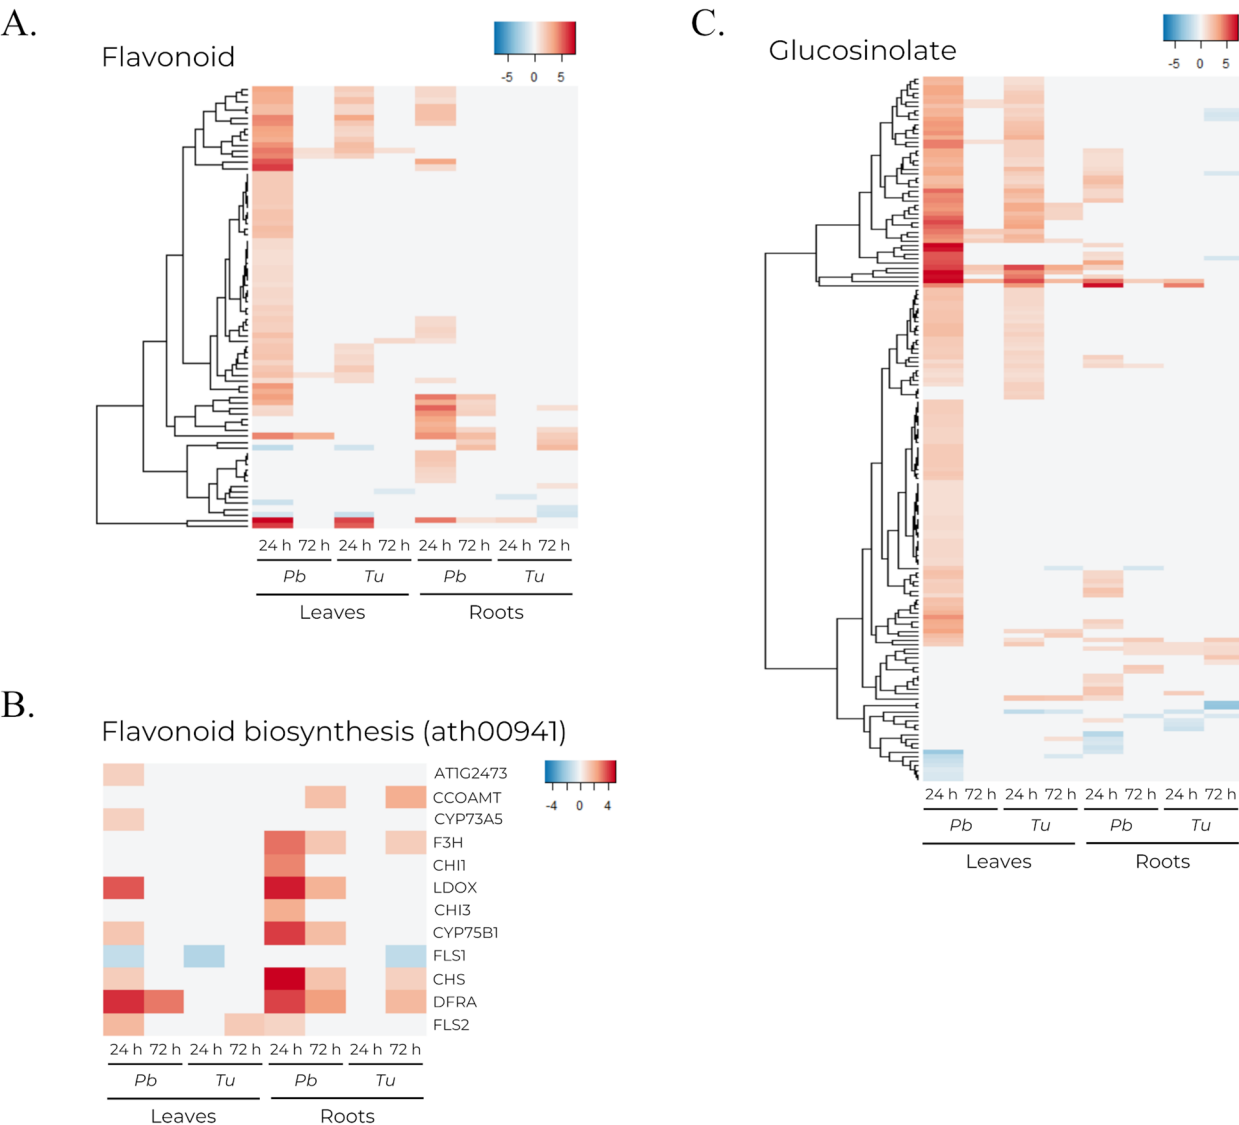 A.
Flavonoid
-5 0 5
24 h 72 h 24 h 72 h 24 h 72 h 24 h 72 h
Pb Tu Pb Tu
Leaves Roots
B.
Flavonoid biosynthesis (ath00941)
-4 0 4
AT1G2473
CCOAMT
CYP73A5
F3H
CHI1
LDOX
CHI3
CYP75B1
FLS1
CHS
DFRA
FLS2
24 h 72 h 24 h 72 h 24 h 72 h 24 h 72 h
Pb Tu Pb Tu
Leaves Roots
C.
Glucosinolate
-5 0 5
24 h 72 h 24 h 72 h 24 h 72 h 24 h 72 h
Pb Tu Pb Tu
Leaves Roots